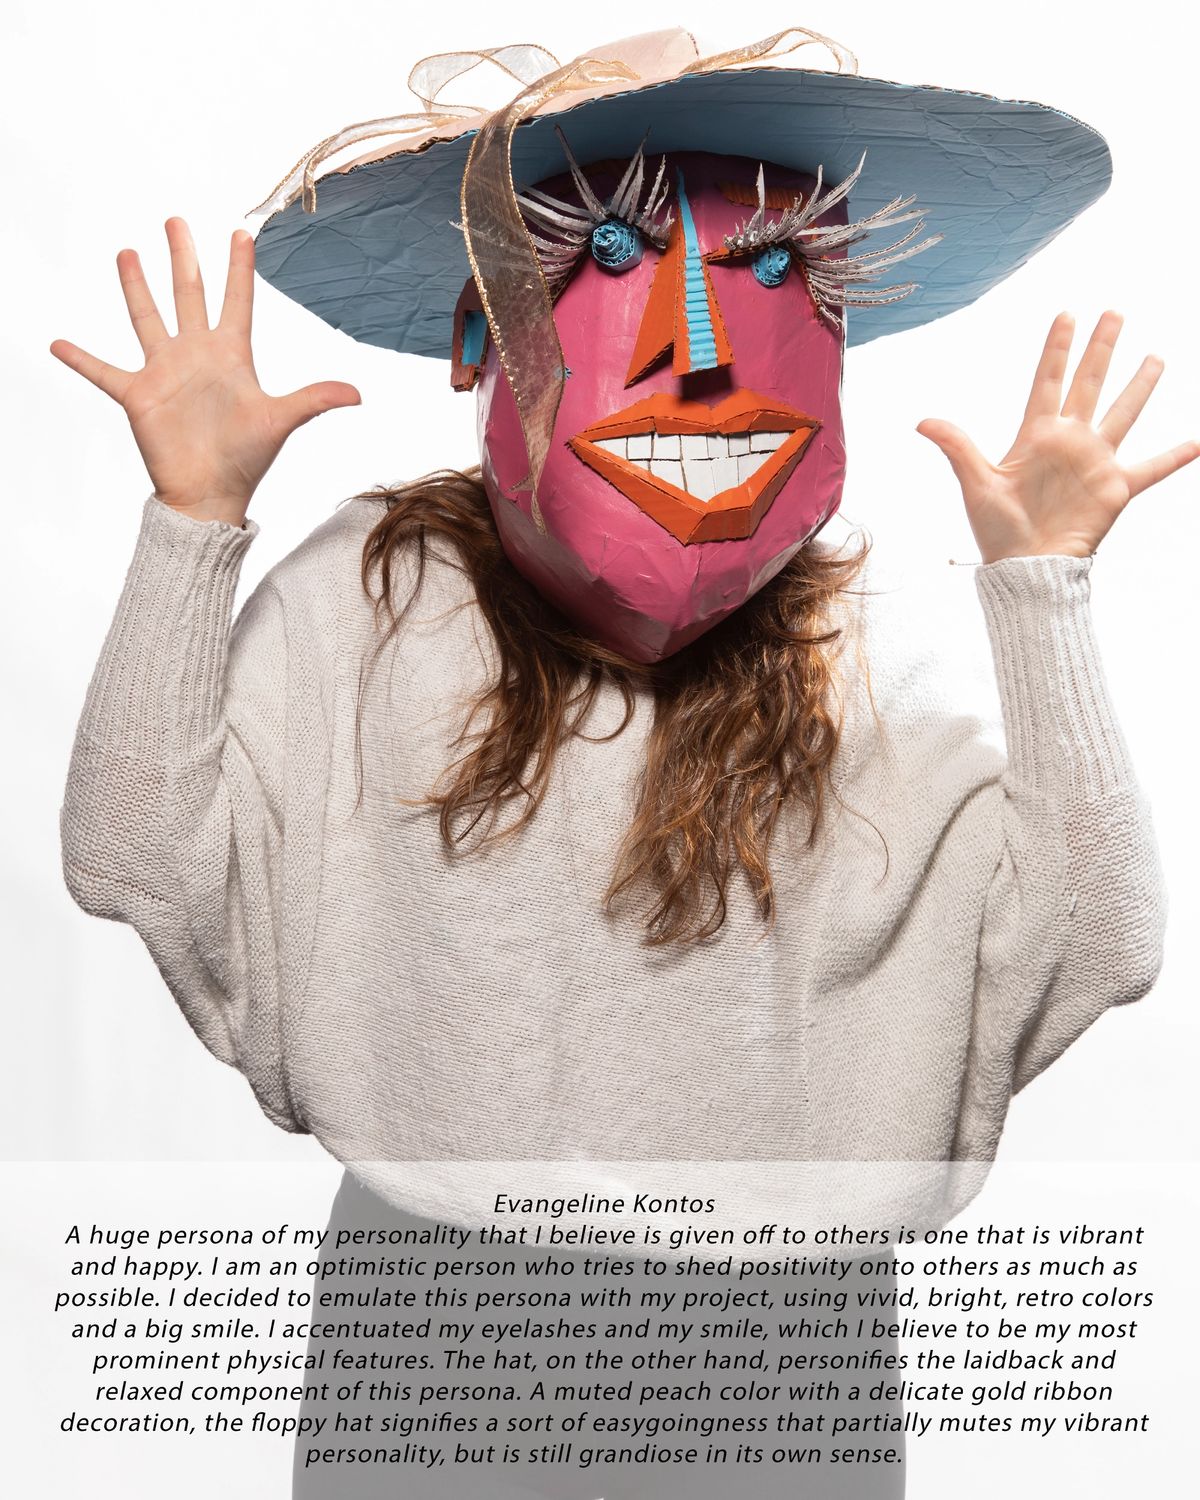 Evangeline Kontos
A huge persona of my personality that I believe is given off to others is one that is vibrant
and happy. I am an optimistic person who tries to shed positivity onto others as much as
possible. I decided to emulate this persona with my project, using vivid, bright, retro colors
and a big smile. I accentuated my eyelashes and my smile, which I believe to be my most
prominent physical features. The hat, on the other hand, personifies the laidback and
relaxed component of this persona. A muted peach color with a delicate gold ribbon
decoration, the floppy hat signifies a sort of easygoingness that partially mutes my vibrant
personality, but is still grandiose in its own sense.